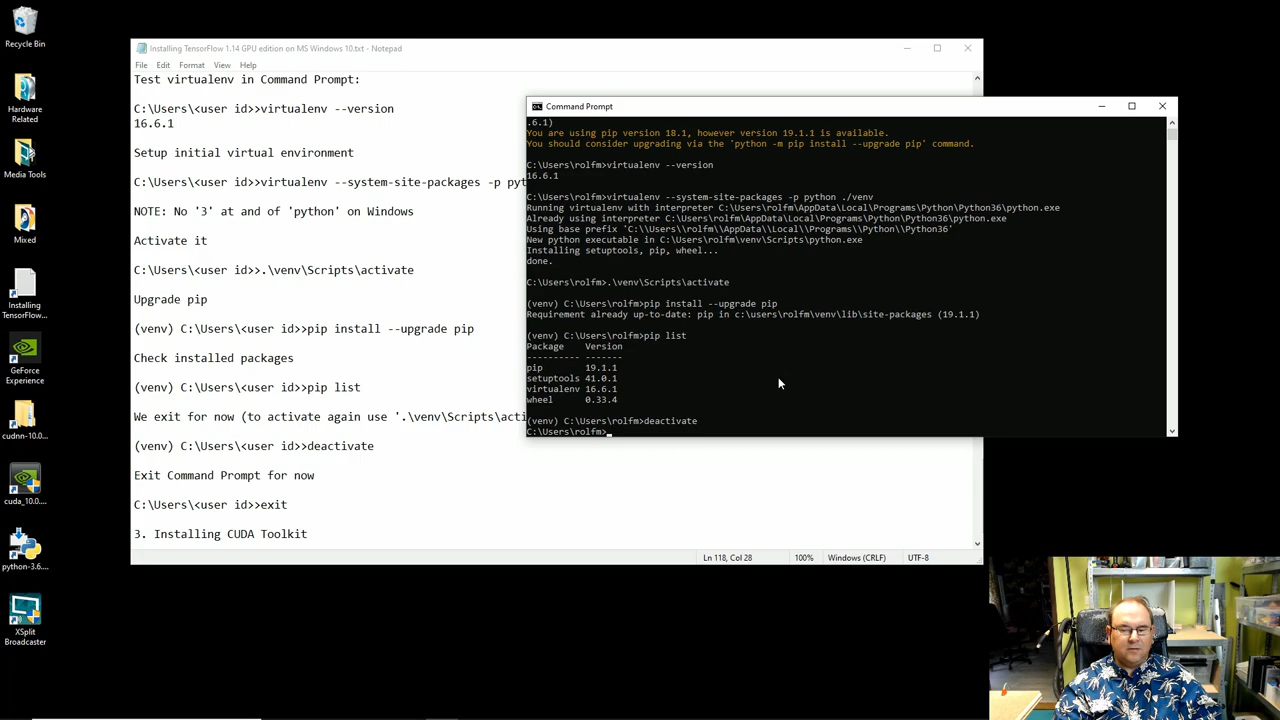 Recycle Bin
Hardware
Related
Media Tools
Mixed
Installing
TensorFlow...
GeForce
Experience
cudnn-10.0...
cuda_10.0....
python-3.6....
XSplit
Broadcaster
Installing TensorFlow 1.14 GPU edition on MS Windows 10.txt - Notepad
File Edit Format View Help
Test virtualenv in Command Prompt:
C:\Users\<user id>>virtualenv --version
16.6.1
Setup initial virtual environment
C:\Users\<user id>>virtualenv --system-site-packages -p pyt
NOTE: No '3' at and of 'python' on Windows
Activate it
C:\Users\<user id>>.\venv\Scripts\activate
Upgrade pip
(venv) C:\Users\<user id>>pip install --upgrade pip
Check installed packages
(venv) C:\Users\<user id>>pip list
We exit for now (to activate again use '.\venv\Scripts\acti
(venv) C:\Users\<user id>>deactivate
Exit Command Prompt for now
C:\Users\<user id>>exit
3. Installing CUDA Toolkit
Ln 118, Col 28 100% Windows (CRLF) UTF-8
Command Prompt
.6.1)
You are using pip version 18.1, however version 19.1.1 is available.
You should consider upgrading via the 'python -m pip install --upgrade pip' command.
C:\Users\rolfm>virtualenv --version
16.6.1
C:\Users\rolfm>virtualenv --system-site-packages -p python ./venv
Running virtualenv with interpreter C:\Users\rolfm\AppData\Local\Programs\Python\Python36\python.exe
Already using interpreter C:\Users\rolfm\AppData\Local\Programs\Python\Python36\python.exe
Using base prefix 'C:\\Users\\rolfm\\AppData\\Local\\Programs\\Python\\Python36'
New python executable in C:\Users\rolfm\venv\Scripts\python.exe
Installing setuptools, pip, wheel...
done.
C:\Users\rolfm>.\venv\Scripts\activate
(venv) C:\Users\rolfm>pip install --upgrade pip
Requirement already up-to-date: pip in c:\users\rolfm\venv\lib\site-packages (19.1.1)
(venv) C:\Users\rolfm>pip list
Package Version
---------- -------
pip 19.1.1
setuptools 41.0.1
virtualenv 16.6.1
wheel 0.33.4
(venv) C:\Users\rolfm>deactivate
C:\Users\rolfm>_